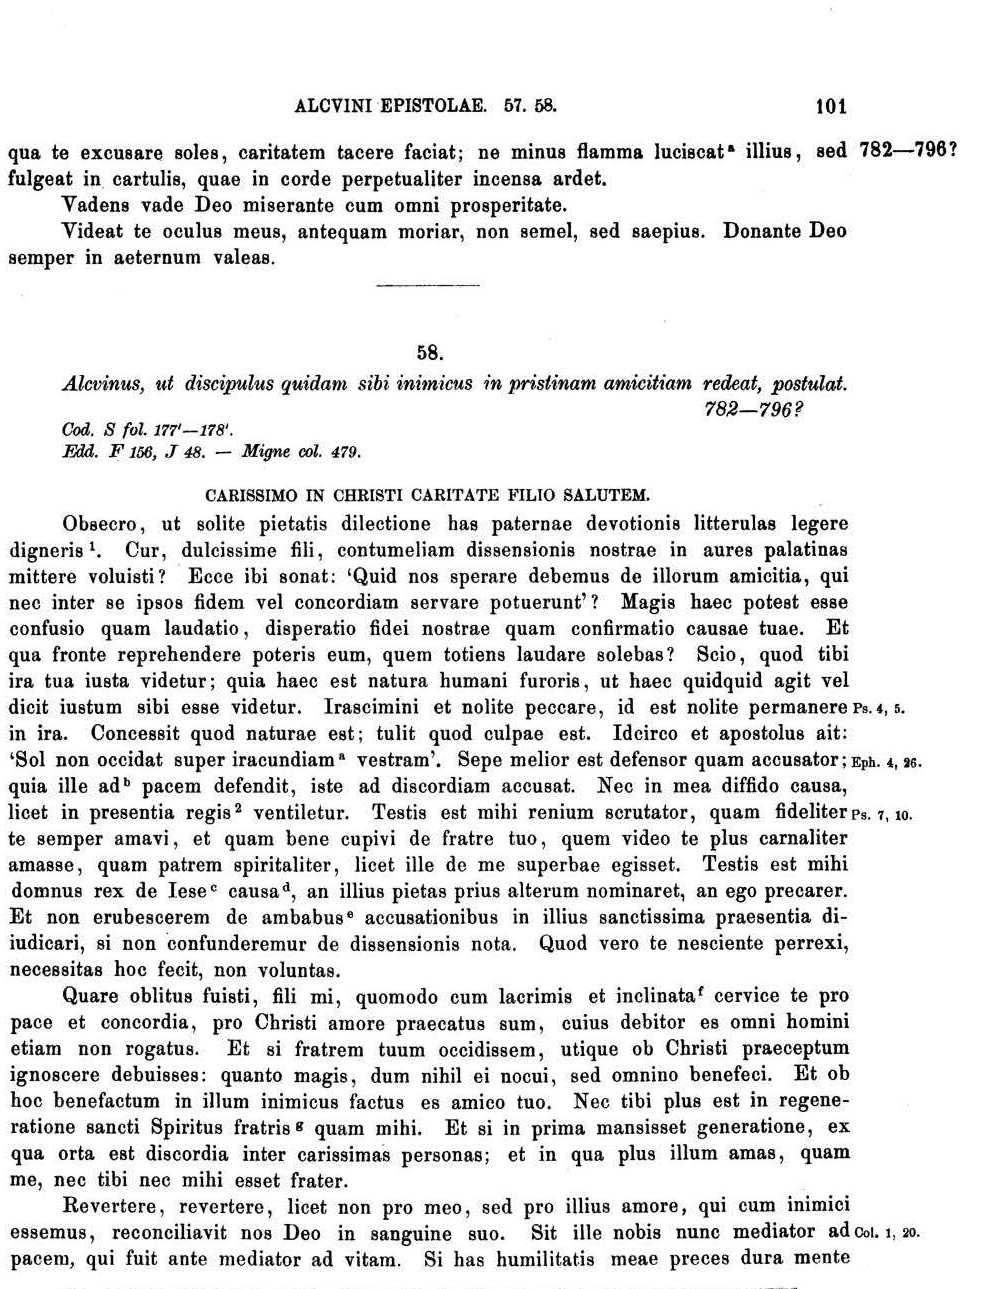 ALCVINI EPISTOLAE. 57. 58. 101
qua te excusare soles, caritatem tacere faciat; ne minus flamma luciscatᵃ illius, sed 782—796?
fulgeat in cartulis, quae in corde perpetualiter incensa ardet.
Vadens vade Deo miserante cum omni prosperitate.
Videat te oculus meus, antequam moriar, non semel, sed saepius. Donante Deo
semper in aeternum valeas.
58.
Alcvinus, ut discipulus quidam sibi inimicus in pristinam amicitiam redeat, postulat.
782—796?
Cod. S fol. 177'—178'.
Edd. F 156, J 48. — Migne col. 479.
CARISSIMO IN CHRISTI CARITATE FILIO SALUTEM.
Obsecro, ut solite pietatis dilectione has paternae devotionis litterulas legere
digneris¹. Cur, dulcissime fili, contumeliam dissensionis nostrae in aures palatinas
mittere voluisti? Ecce ibi sonat: ‘Quid nos sperare debemus de illorum amicitia, qui
nec inter se ipsos fidem vel concordiam servare potuerunt’? Magis haec potest esse
confusio quam laudatio, disperatio fidei nostrae quam confirmatio causae tuae. Et
qua fronte reprehendere poteris eum, quem totiens laudare solebas? Scio, quod tibi
ira tua iusta videtur; quia haec est natura humani furoris, ut haec quidquid agit vel
dicit iustum sibi esse videtur. Irascimini et nolite peccare, id est nolite permanere Ps. 4, 5.
in ira. Concessit quod naturae est; tulit quod culpae est. Idcirco et apostolus ait:
‘Sol non occidat super iracundiamᵃ vestram’. Sepe melior est defensor quam accusator; Eph. 4, 26.
quia ille adᵇ pacem defendit, iste ad discordiam accusat. Nec in mea diffido causa,
licet in presentia regis² ventiletur. Testis est mihi renium scrutator, quam fideliter Ps. 7, 10.
te semper amavi, et quam bene cupivi de fratre tuo, quem video te plus carnaliter
amasse, quam patrem spiritaliter, licet ille de me superbae egisset. Testis est mihi
domnus rex de Ieseᶜ causaᵈ, an illius pietas prius alterum nominaret, an ego precarer.
Et non erubescerem de ambabusᵉ accusationibus in illius sanctissima praesentia di-
iudicari, si non confunderemur de dissensionis nota. Quod vero te nesciente perrexi,
necessitas hoc fecit, non voluntas.
Quare oblitus fuisti, fili mi, quomodo cum lacrimis et inclinataᶠ cervice te pro
pace et concordia, pro Christi amore praecatus sum, cuius debitor es omni homini
etiam non rogatus. Et si fratrem tuum occidissem, utique ob Christi praeceptum
ignoscere debuisses: quanto magis, dum nihil ei nocui, sed omnino benefeci. Et ob
hoc benefactum in illum inimicus factus es amico tuo. Nec tibi plus est in regene-
ratione sancti Spiritus fratrisᵍ quam mihi. Et si in prima mansisset generatione, ex
qua orta est discordia inter carissimas personas; et in qua plus illum amas, quam
me, nec tibi nec mihi esset frater.
Revertere, revertere, licet non pro meo, sed pro illius amore, qui cum inimici
essemus, reconciliavit nos Deo in sanguine suo. Sit ille nobis nunc mediator ad Col. 1, 20.
pacem, qui fuit ante mediator ad vitam. Si has humilitatis meae preces dura mente